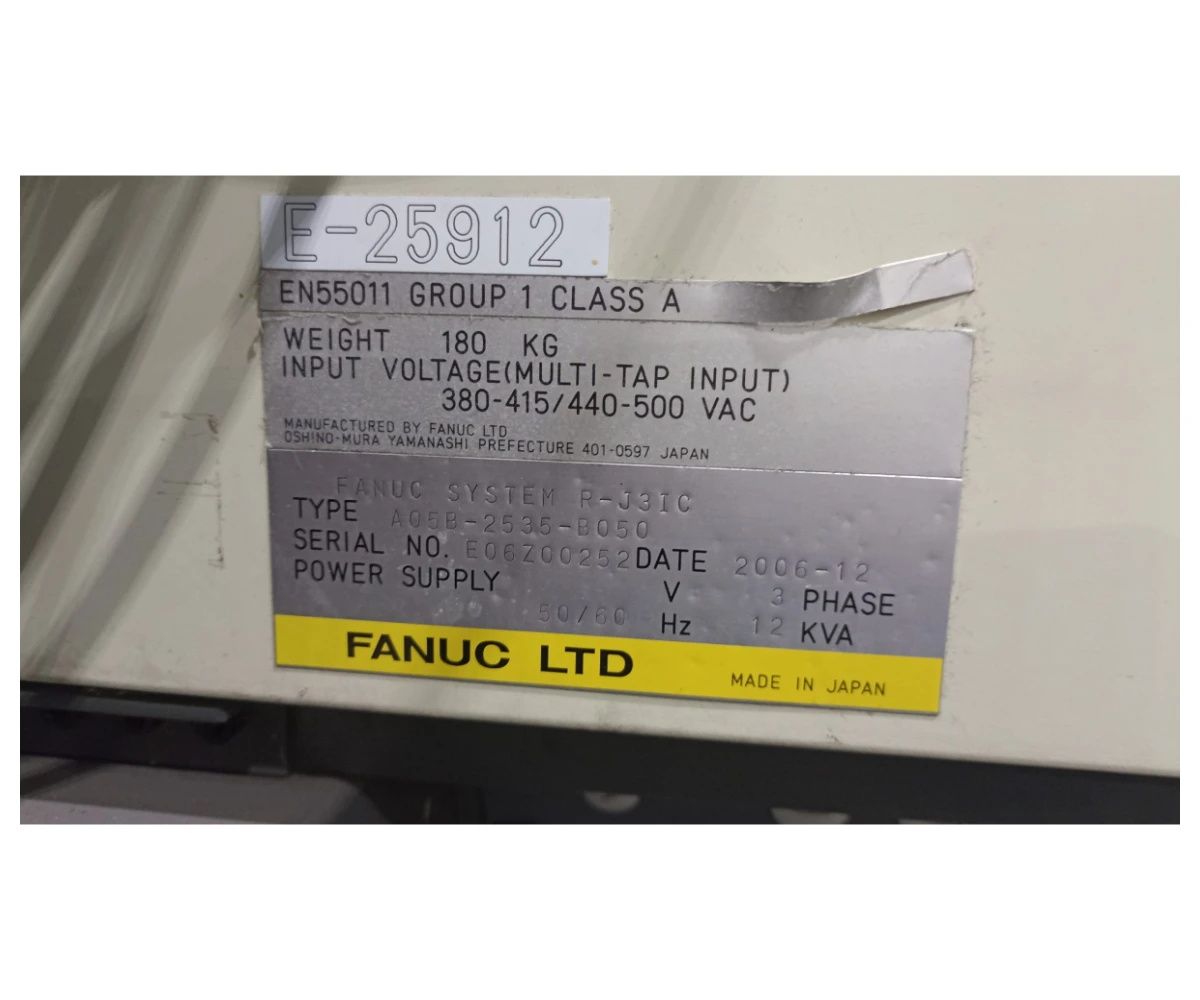 E-25912
EN55011 GROUP 1 CLASS A
WEIGHT 180 KG
INPUT VOLTAGE(MULTI-TAP INPUT)
380-415/440-500 VAC
MANUFACTURED BY FANUC LTD
OSHINO-MURA YAMANASHI PREFECTURE 401-0597 JAPAN
FANUC SYSTEM R-J3IC
TYPE A05B-2535-B050
SERIAL NO. E06Z00252 DATE 2006-12
POWER SUPPLY V 3 PHASE
50/60 Hz 12 KVA
FANUC LTD MADE IN JAPAN